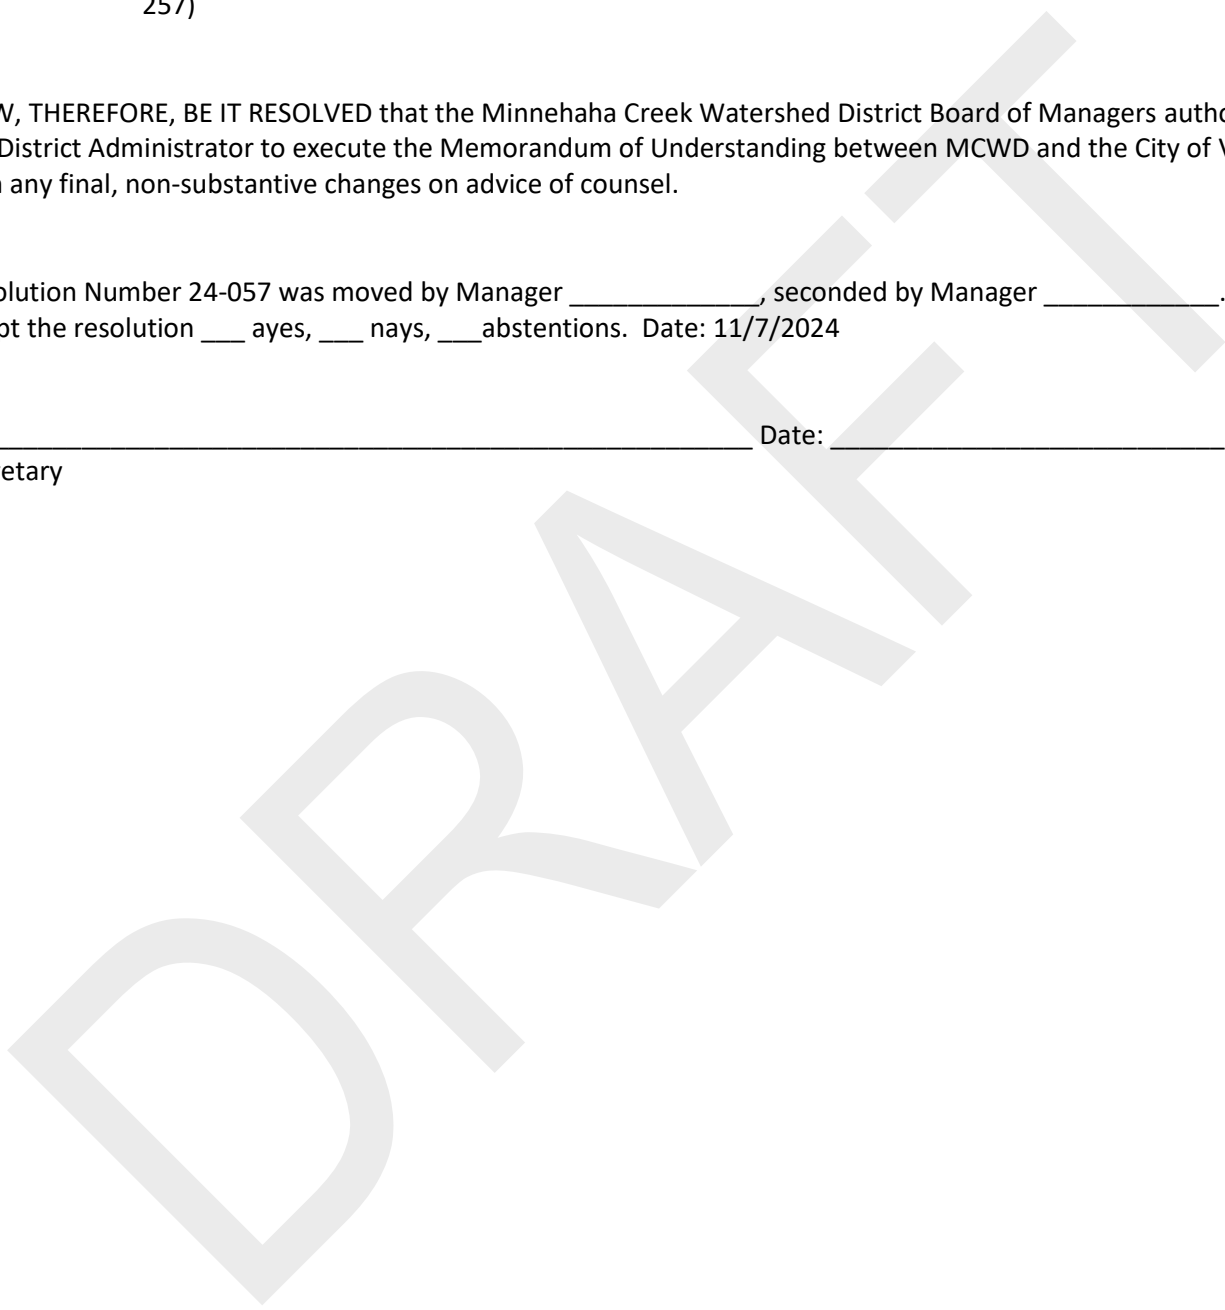 257)
W, THEREFORE, BE IT RESOLVED that the Minnehaha Creek Watershed District Board of Managers autho
District Administrator to execute the Memorandum of Understanding between MCWD and the City of V
any final, non-substantive changes on advice of counsel.
olution Number 24-057 was moved by Manager _____________, seconded by Manager ____________.
pt the resolution ___ ayes, ___ nays, ___abstentions.  Date: 11/7/2024
_____________________________________________________ Date: ___________________________
etary
DRAFT